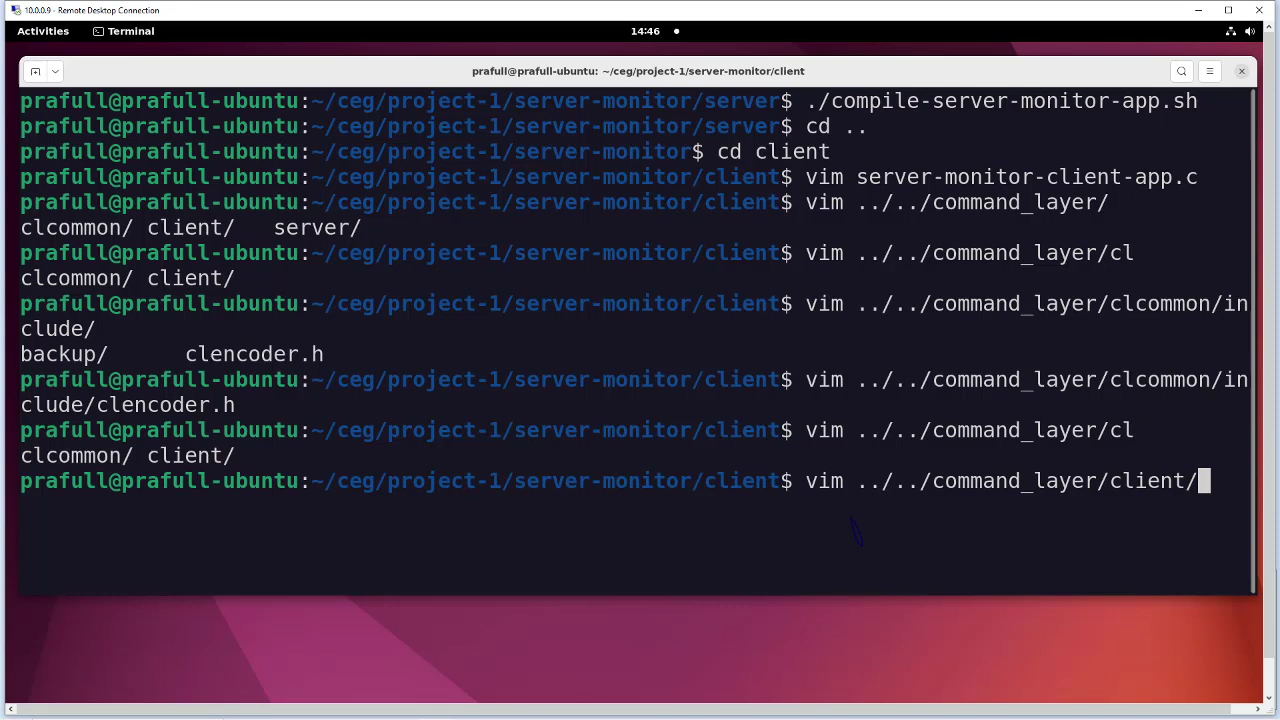 10.0.0.9 - Remote Desktop Connection
Activities Terminal 14:46
prafull@prafull-ubuntu: ~/ceg/project-1/server-monitor/client
prafull@prafull-ubuntu:~/ceg/project-1/server-monitor/server$ ./compile-server-monitor-app.sh
prafull@prafull-ubuntu:~/ceg/project-1/server-monitor/server$ cd ..
prafull@prafull-ubuntu:~/ceg/project-1/server-monitor$ cd client
prafull@prafull-ubuntu:~/ceg/project-1/server-monitor/client$ vim server-monitor-client-app.c
prafull@prafull-ubuntu:~/ceg/project-1/server-monitor/client$ vim ../../command_layer/
clcommon/ client/ server/
prafull@prafull-ubuntu:~/ceg/project-1/server-monitor/client$ vim ../../command_layer/cl
clcommon/ client/
prafull@prafull-ubuntu:~/ceg/project-1/server-monitor/client$ vim ../../command_layer/clcommon/in
clude/
backup/ clencoder.h
prafull@prafull-ubuntu:~/ceg/project-1/server-monitor/client$ vim ../../command_layer/clcommon/in
clude/clencoder.h
prafull@prafull-ubuntu:~/ceg/project-1/server-monitor/client$ vim ../../command_layer/cl
clcommon/ client/
prafull@prafull-ubuntu:~/ceg/project-1/server-monitor/client$ vim ../../command_layer/client/